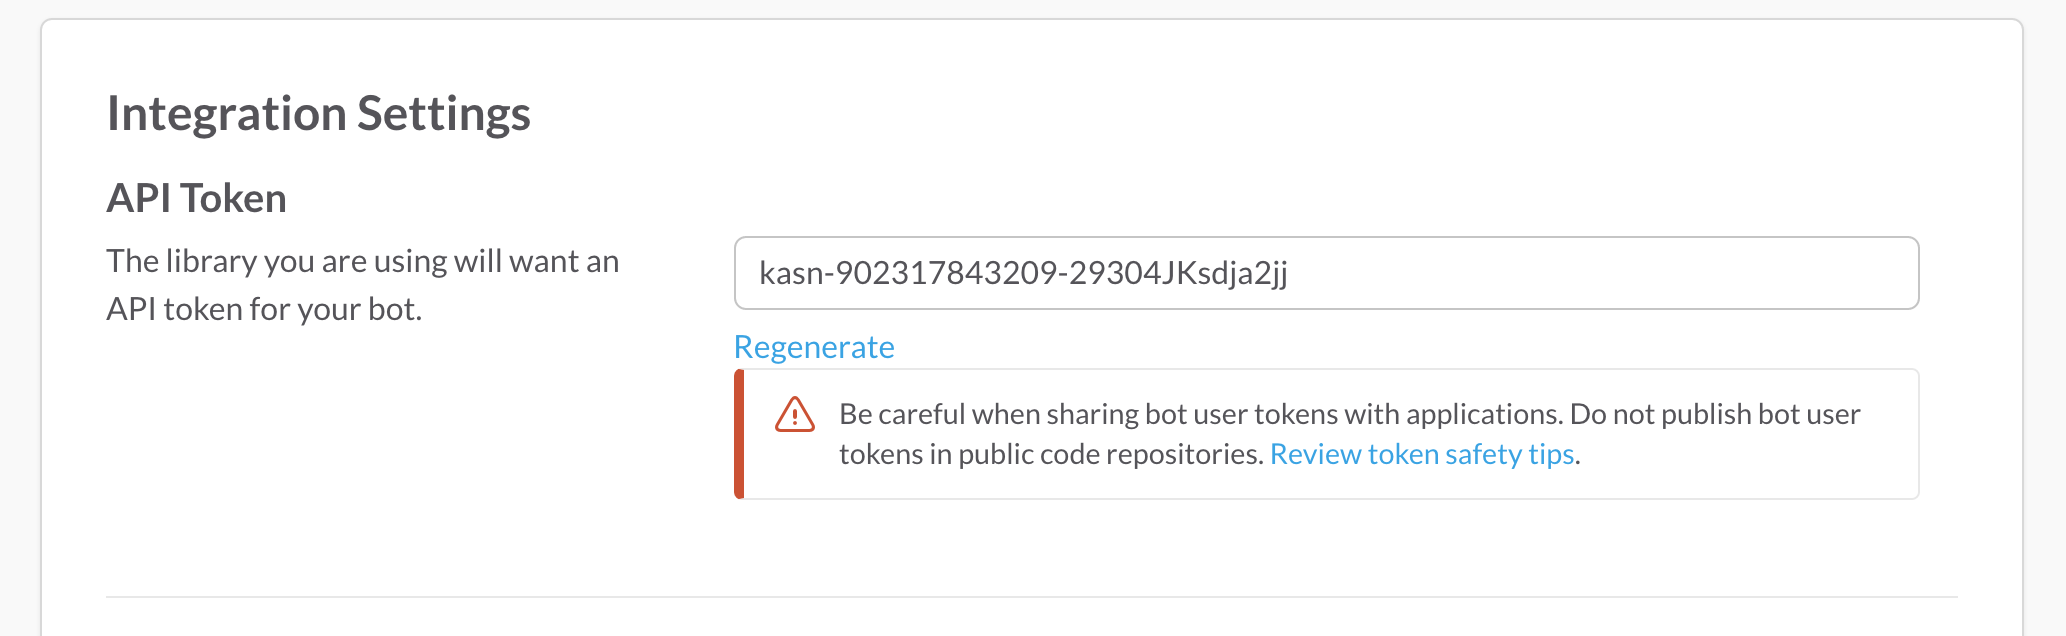 Integration Settings
API Token
The library you are using will want an
API token for your bot.
kasn-902317843209-29304JKsdja2jj
Regenerate
Be careful when sharing bot user tokens with applications. Do not publish bot user
tokens in public code repositories. Review token safety tips.